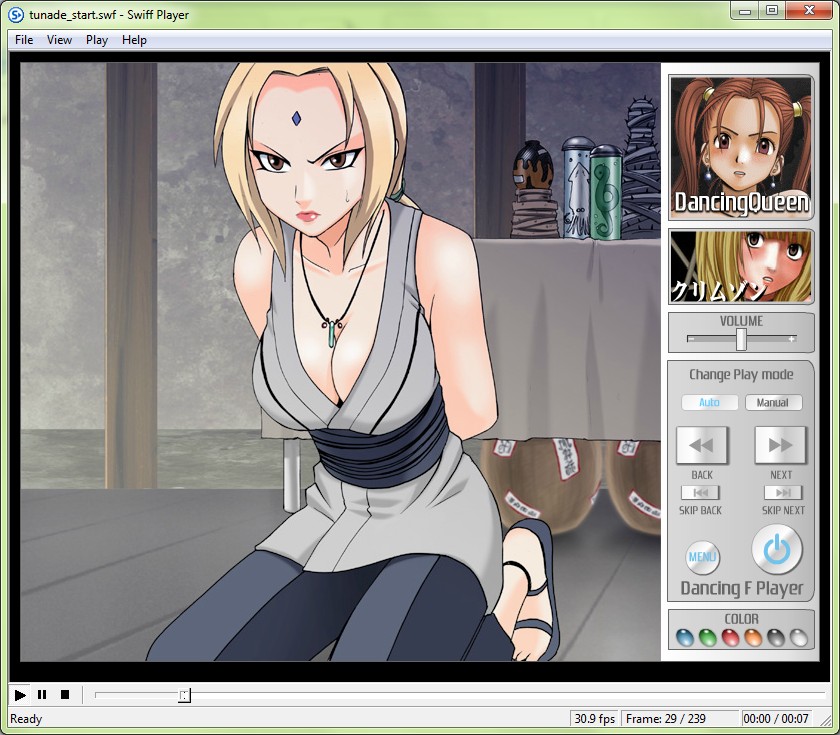 tunade_start.swf - Swiff Player
File View Play Help
DancingQueen
クリムゾン
VOLUME
Change Play mode
Auto Manual
BACK NEXT
SKIP BACK SKIP NEXT
MENU
Dancing F Player
COLOR
Ready 30.9 fps Frame: 29 / 239 00:00 / 00:07